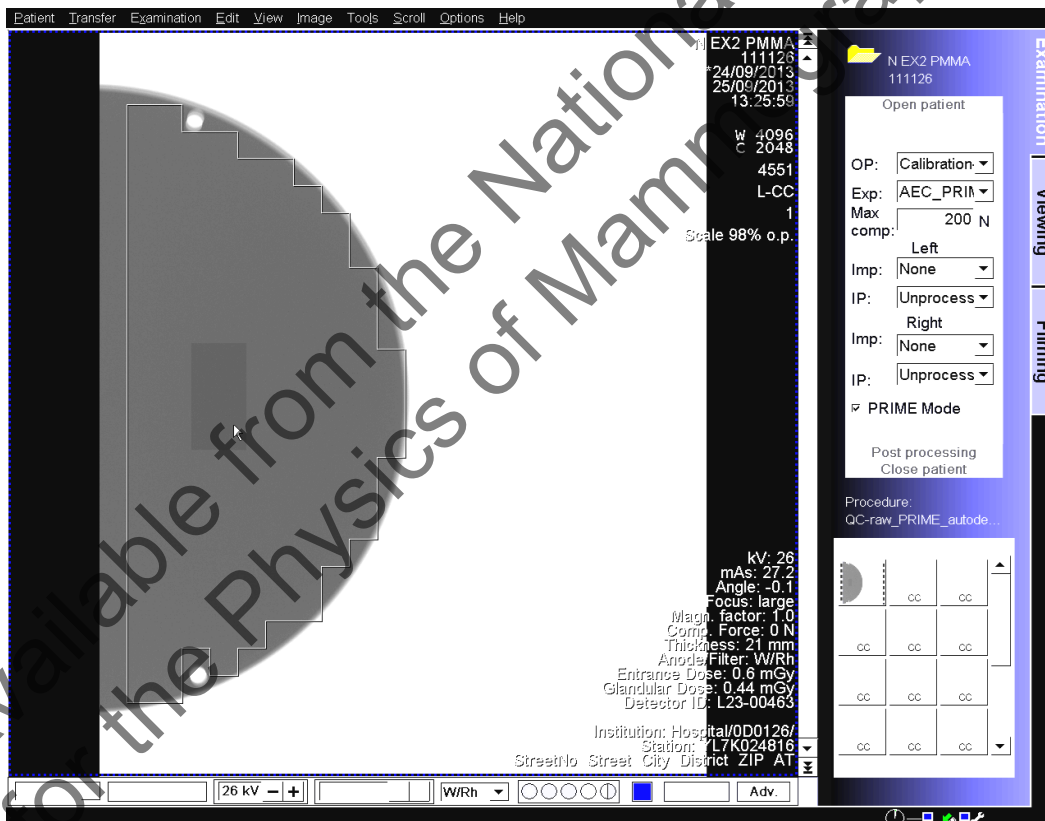 Patient Transfer Examination Edit View Image Tools Scroll Options Help
N EX2 PMMA
111126
*24/09/2013
25/09/2013
13:25:59
W 4096
C 2048
4551
L-CC
1
Scale 98% o.p.
kV: 26
mAs: 27.2
Angle: -0.1
Focus: large
Magn. factor: 1.0
Comp. Force: 0 N
Thickness: 21 mm
Anode/Filter: W/Rh
Entrance Dose: 0.6 mGy
Glandular Dose: 0.44 mGy
Detector ID: L23-00463
Institution: Hospital/0D0126/
Station: YL7K024816
StreetNo Street City District ZIP AT
26 kV − +
W/Rh
Adv.
N EX2 PMMA
111126
Open patient
OP: Calibration-
Exp: AEC_PRIM
Max comp: 200 N
Left
Imp: None
IP: Unprocess
Right
Imp: None
IP: Unprocess
PRIME Mode
Post processing
Close patient
Procedure:
QC-raw_PRIME_autode...
cc cc
cc cc cc
cc cc cc
cc cc cc
Examination
Viewing
Filming
available from the National
for the Physics of Mammogra